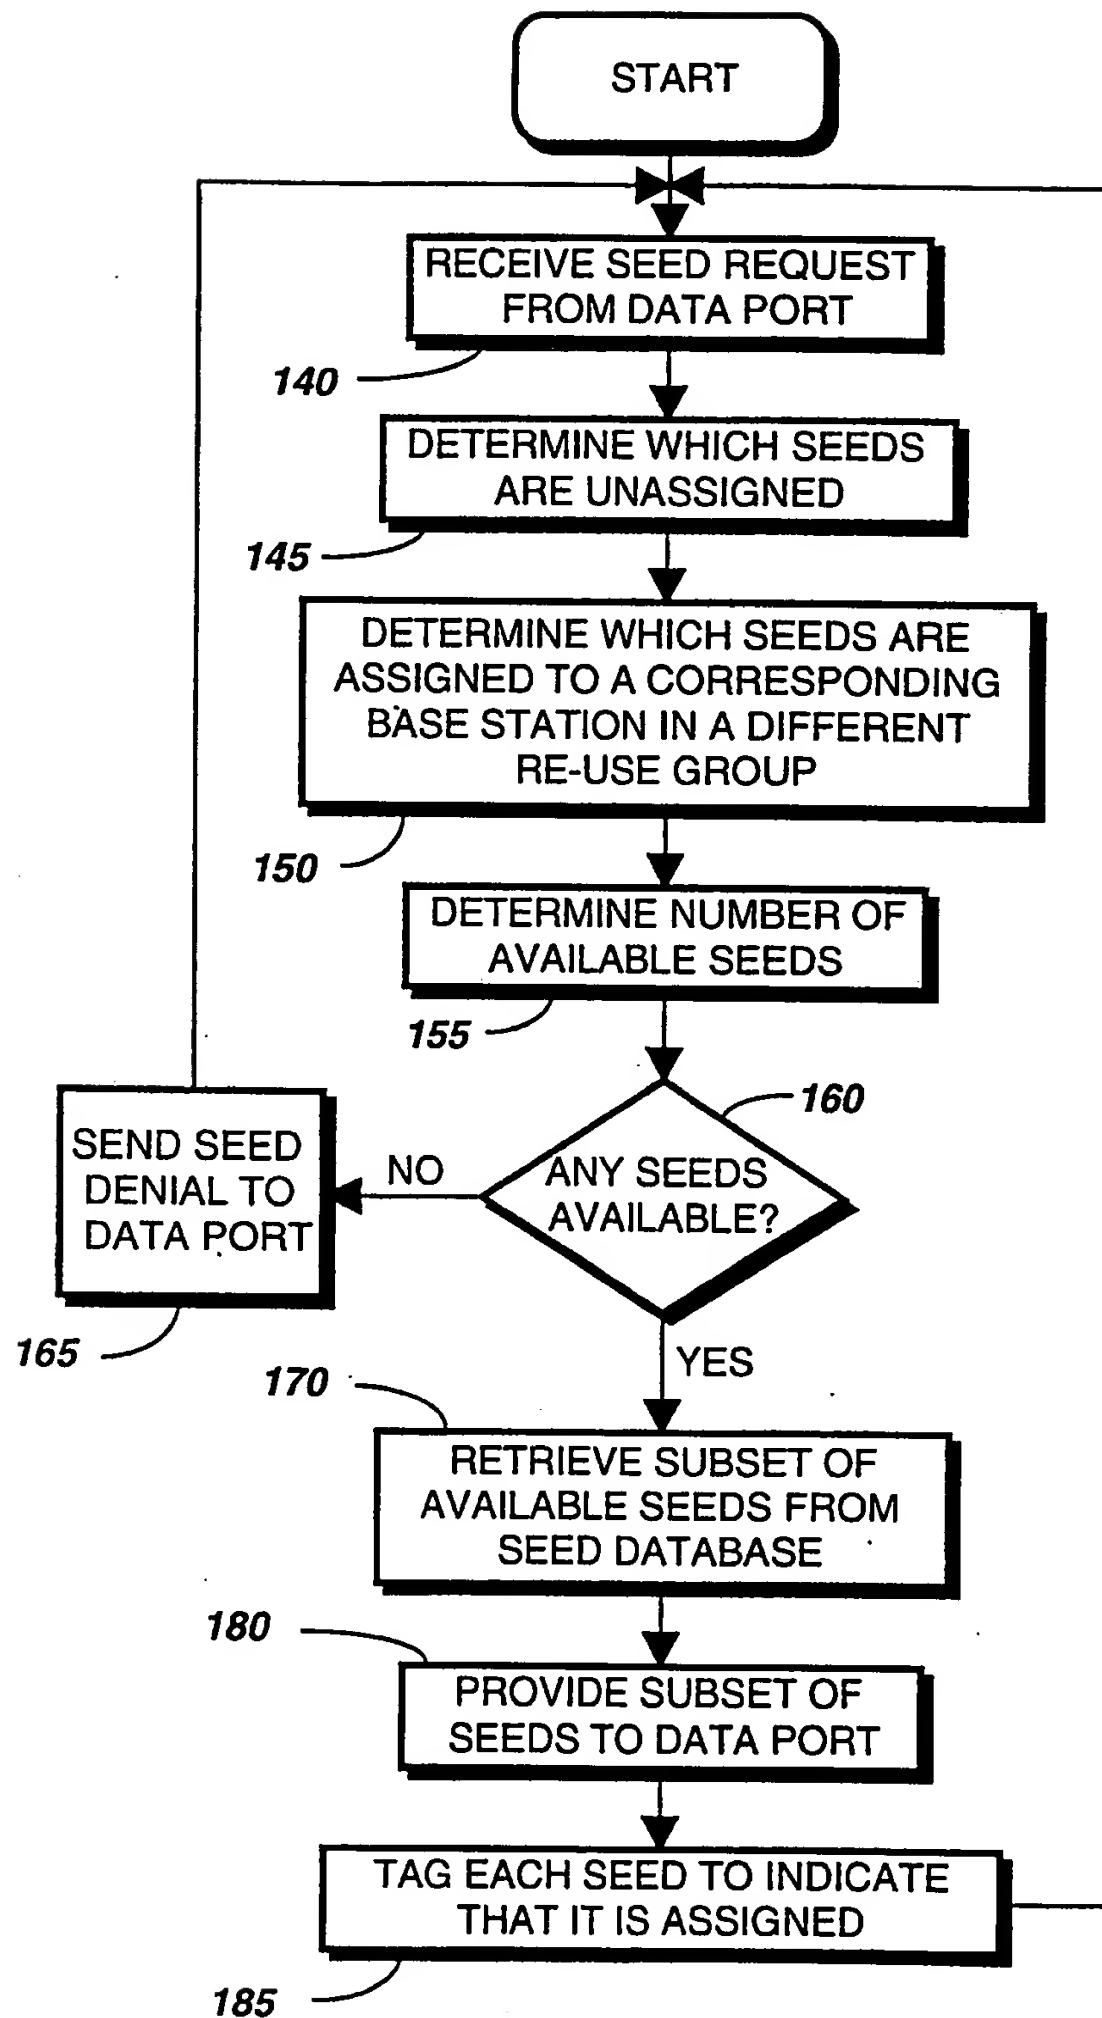 START
RECEIVE SEED REQUEST
FROM DATA PORT
140
DETERMINE WHICH SEEDS
ARE UNASSIGNED
145
DETERMINE WHICH SEEDS ARE
ASSIGNED TO A CORRESPONDING
BASE STATION IN A DIFFERENT
RE-USE GROUP
150
DETERMINE NUMBER OF
AVAILABLE SEEDS
155
160
ANY SEEDS
AVAILABLE?
NO
SEND SEED
DENIAL TO
DATA PORT
165
YES
170
RETRIEVE SUBSET OF
AVAILABLE SEEDS FROM
SEED DATABASE
180
PROVIDE SUBSET OF
SEEDS TO DATA PORT
TAG EACH SEED TO INDICATE
THAT IT IS ASSIGNED
185